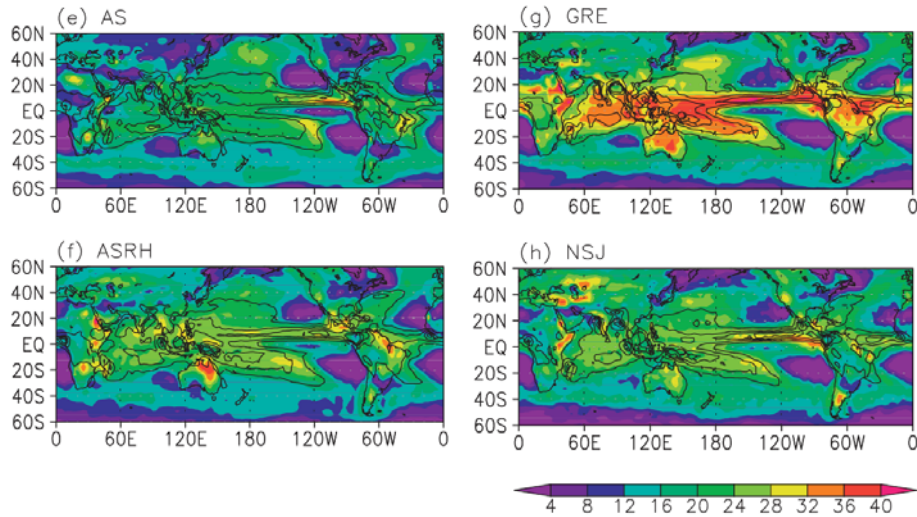 (e) AS
60N
40N
20N
EQ
20S
40S
60S
0 60E 120E 180 120W 60W 0
(g) GRE
60N
40N
20N
EQ
20S
40S
60S
0 60E 120E 180 120W 60W 0
(f) ASRH
60N
40N
20N
EQ
20S
40S
60S
0 60E 120E 180 120W 60W 0
(h) NSJ
60N
40N
20N
EQ
20S
40S
60S
0 60E 120E 180 120W 60W 0
4 8 12 16 20 24 28 32 36 40